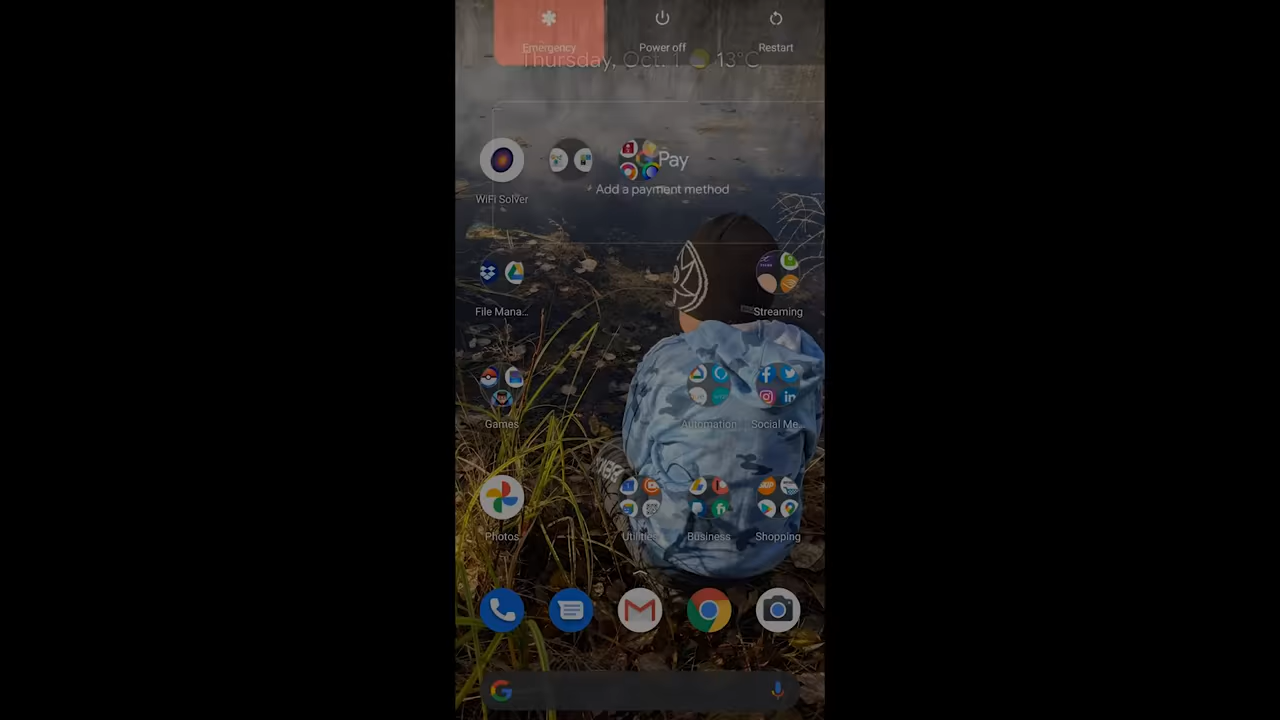 Emergency
Power off
Restart
Thursday, Oct. 1 13°C
Pay
Add a payment method
WiFi Solver
File Mana...
Streaming
Games
Automation
Social Me...
Photos
Utilities
Business
Shopping